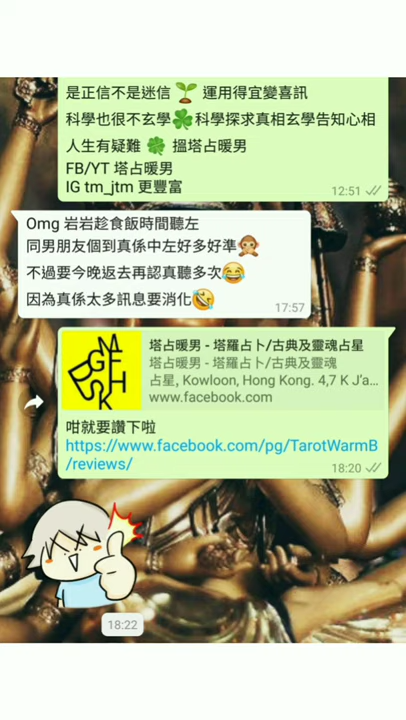 是正信不是迷信🌱 運用得宜變喜訊
科學也很不玄學🍀科學探求真相玄學告知心相
人生有疑難 🍀 搵塔占暖男
FB/YT 塔占暖男
IG tm_jtm 更豐富
12:51
Omg 岩岩趁食飯時間聽左
同男朋友個到真係中左好多好準🙊
不過要今晚返去再認真聽多次😂
因為真係太多訊息要消化🤣
17:57
塔占暖男 - 塔羅占卜/古典及靈魂占星
塔占暖男 - 塔羅占卜/古典及靈魂
占星, Kowloon, Hong Kong. 4,7 K J'a…
www.facebook.com
咁就要讚下啦
https://www.facebook.com/pg/TarotWarmB
/reviews/
18:20
18:22